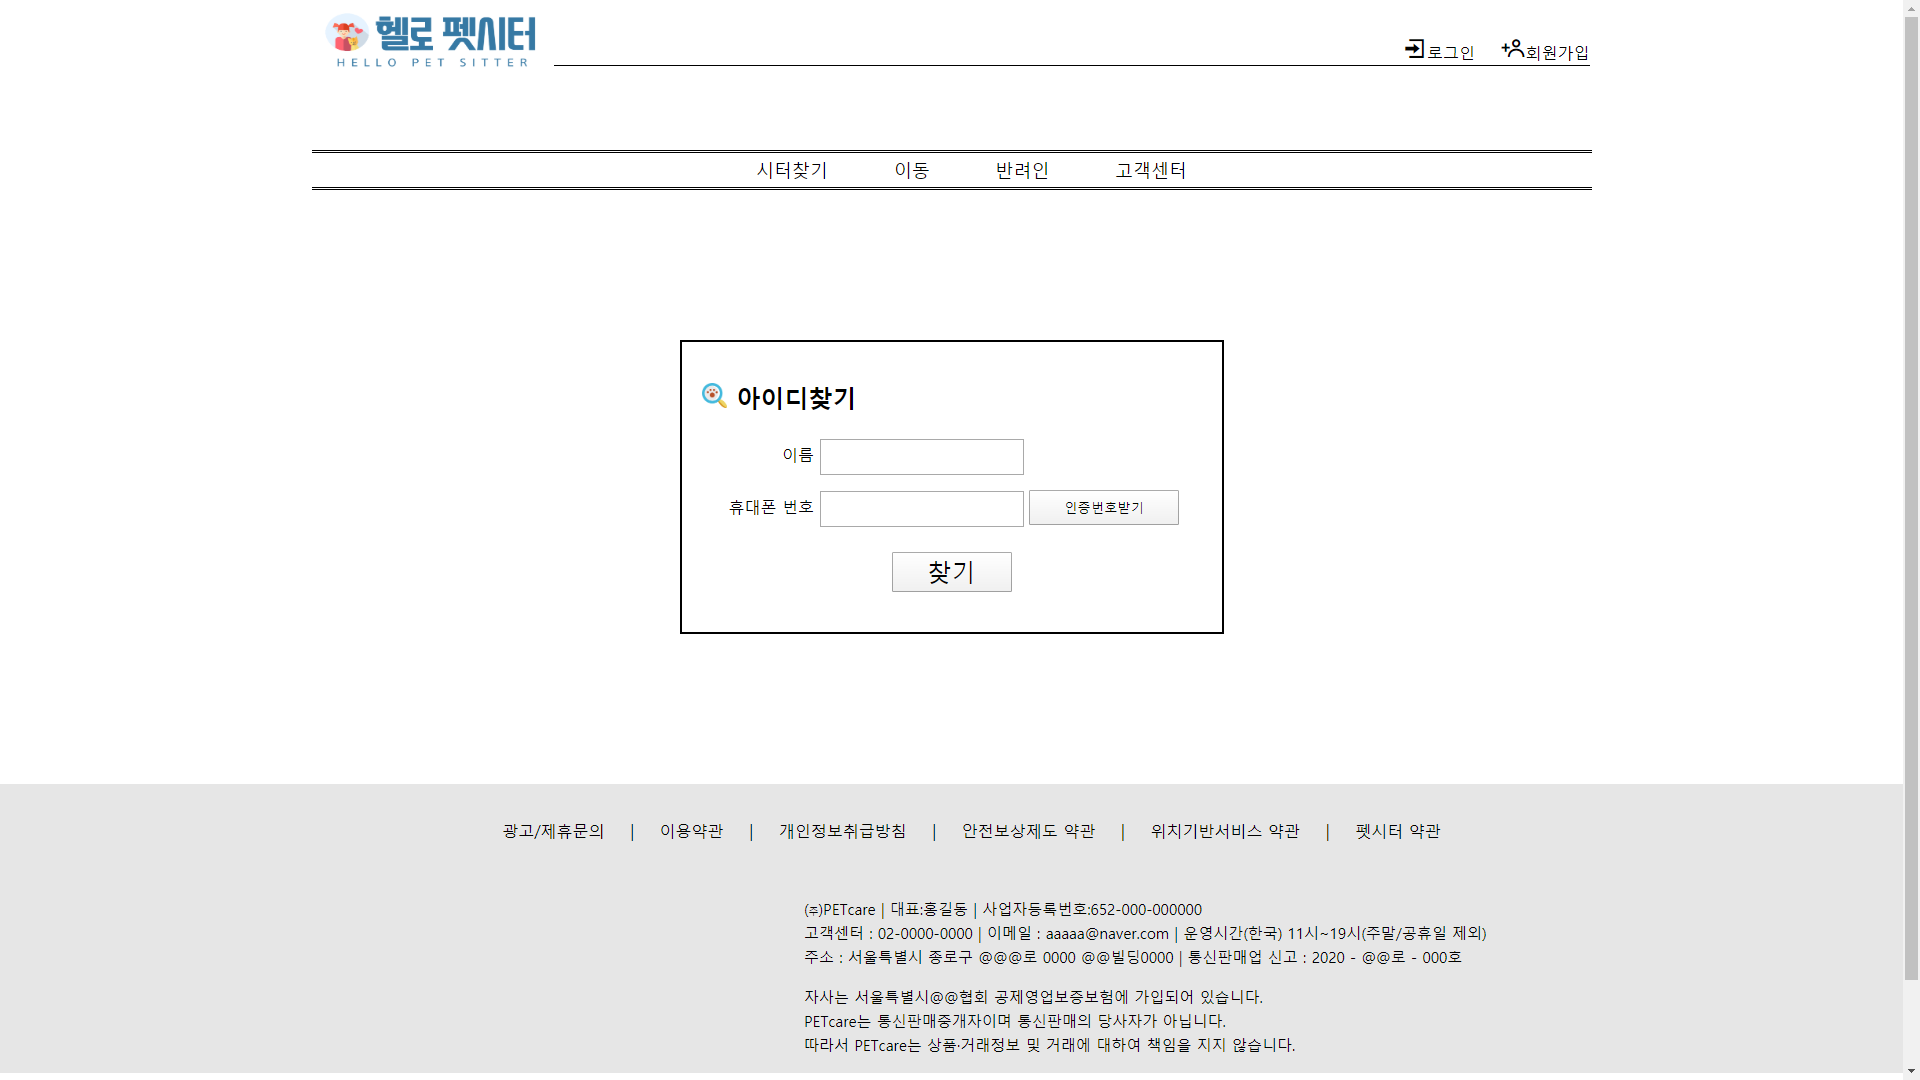 헬로 펫시터
HELLO PET SITTER
로그인 회원가입
시터찾기 이동 반려인 고객센터
아이디찾기
이름
휴대폰 번호 인증번호받기
찾기
광고/제휴문의 | 이용약관 | 개인정보취급방침 | 안전보상제도 약관 | 위치기반서비스 약관 | 펫시터 약관
㈜PETcare | 대표:홍길동 | 사업자등록번호:652-000-000000
고객센터 : 02-0000-0000 | 이메일 : aaaaa@naver.com | 운영시간(한국) 11시~19시(주말/공휴일 제외)
주소 : 서울특별시 종로구 @@@로 0000 @@빌딩0000 | 통신판매업 신고 : 2020 - @@로 - 000호
자사는 서울특별시@@협회 공제영업보증보험에 가입되어 있습니다.
PETcare는 통신판매중개자이며 통신판매의 당사자가 아닙니다.
따라서 PETcare는 상품·거래정보 및 거래에 대하여 책임을 지지 않습니다.